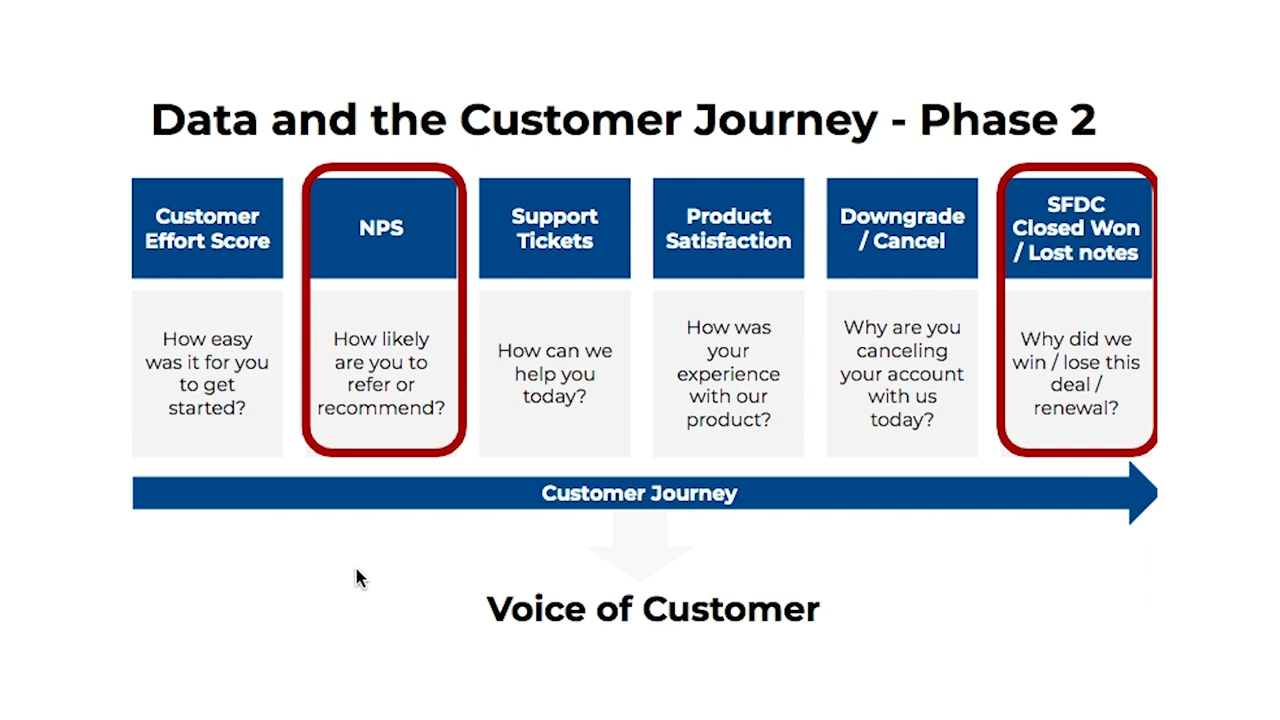 Data and the Customer Journey - Phase 2
Customer
Effort Score
NPS
Support
Tickets
Product
Satisfaction
Downgrade
/ Cancel
SFDC
Closed Won
/ Lost notes
How easy
was it for you
to get
started?
How likely
are you to
refer or
recommend?
How can we
help you
today?
How was
your
experience
with our
product?
Why are you
canceling
your account
with us
today?
Why did we
win / lose this
deal /
renewal?
Customer Journey
Voice of Customer